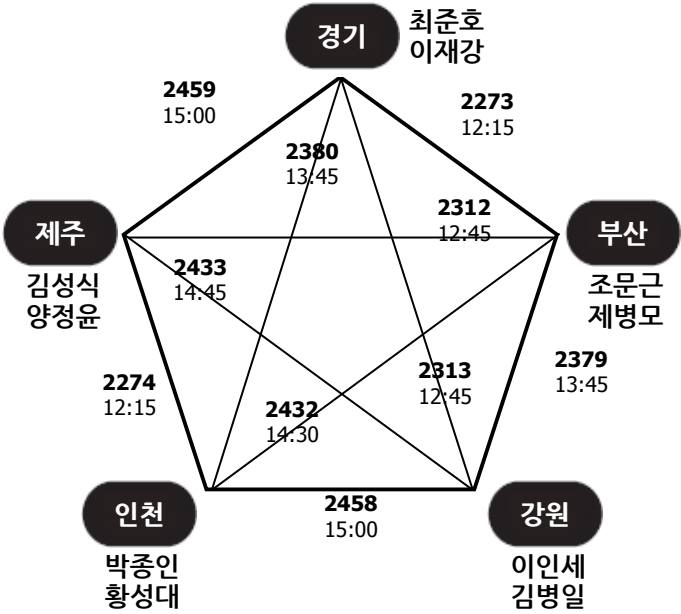 경기
최준호
이재강
2459
15:00
2273
12:15
2380
13:45
2312
12:45
제주
김성식
양정윤
부산
조문근
제병모
2433
14:45
2274
12:15
2313
12:45
2379
13:45
2432
14:30
2458
15:00
인천
박종인
황성대
강원
이인세
김병일